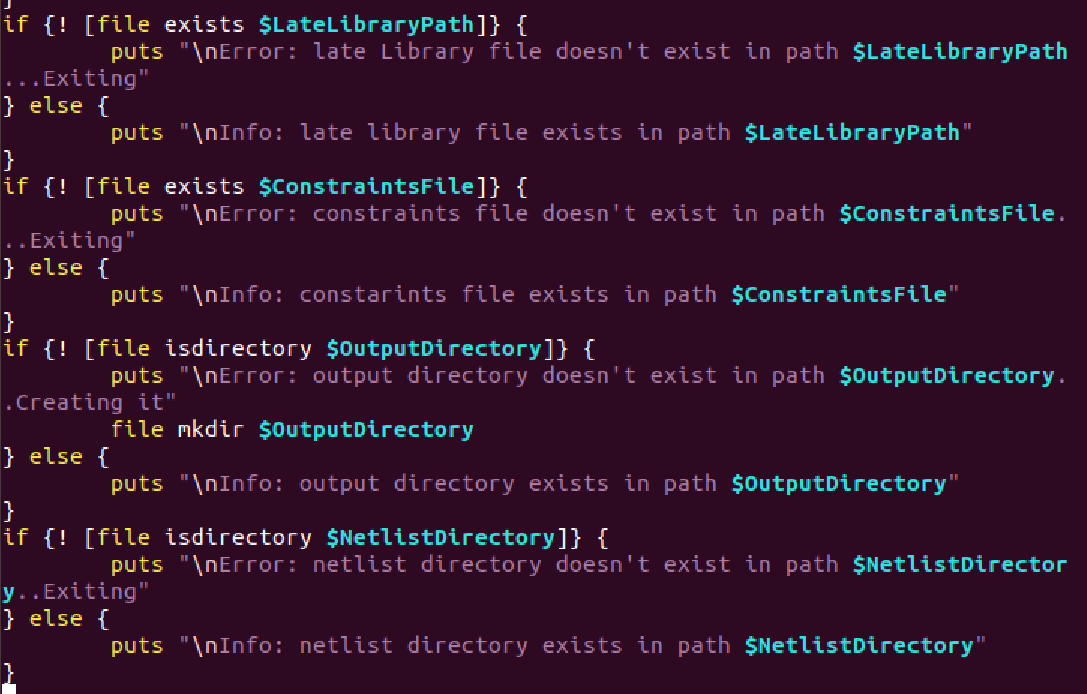 }
if {! [file exists $LateLibraryPath]} {
        puts "\nError: late Library file doesn't exist in path $LateLibraryPath
...Exiting"
} else {
        puts "\nInfo: late library file exists in path $LateLibraryPath"
}
if {! [file exists $ConstraintsFile]} {
        puts "\nError: constraints file doesn't exist in path $ConstraintsFile.
..Exiting"
} else {
        puts "\nInfo: constarints file exists in path $ConstraintsFile"
}
if {! [file isdirectory $OutputDirectory]} {
        puts "\nError: output directory doesn't exist in path $OutputDirectory.
.Creating it"
        file mkdir $OutputDirectory
} else {
        puts "\nInfo: output directory exists in path $OutputDirectory"
}
if {! [file isdirectory $NetlistDirectory]} {
        puts "\nError: netlist directory doesn't exist in path $NetlistDirector
y..Exiting"
} else {
        puts "\nInfo: netlist directory exists in path $NetlistDirectory"
}